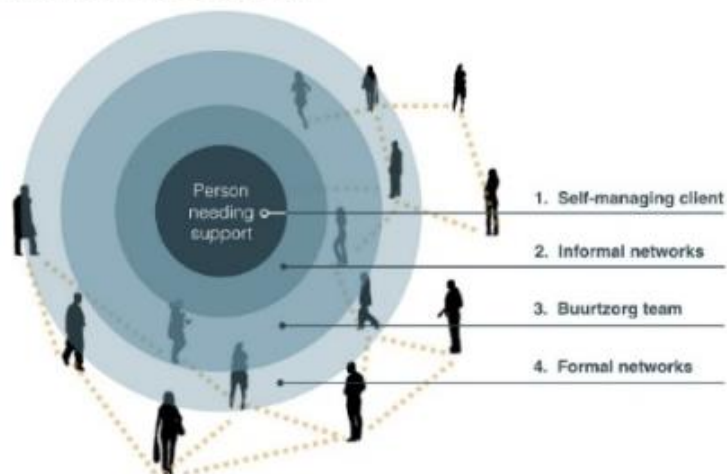 Person
needing
support
1. Self-managing client
2. Informal networks
3. Buurtzorg team
4. Formal networks